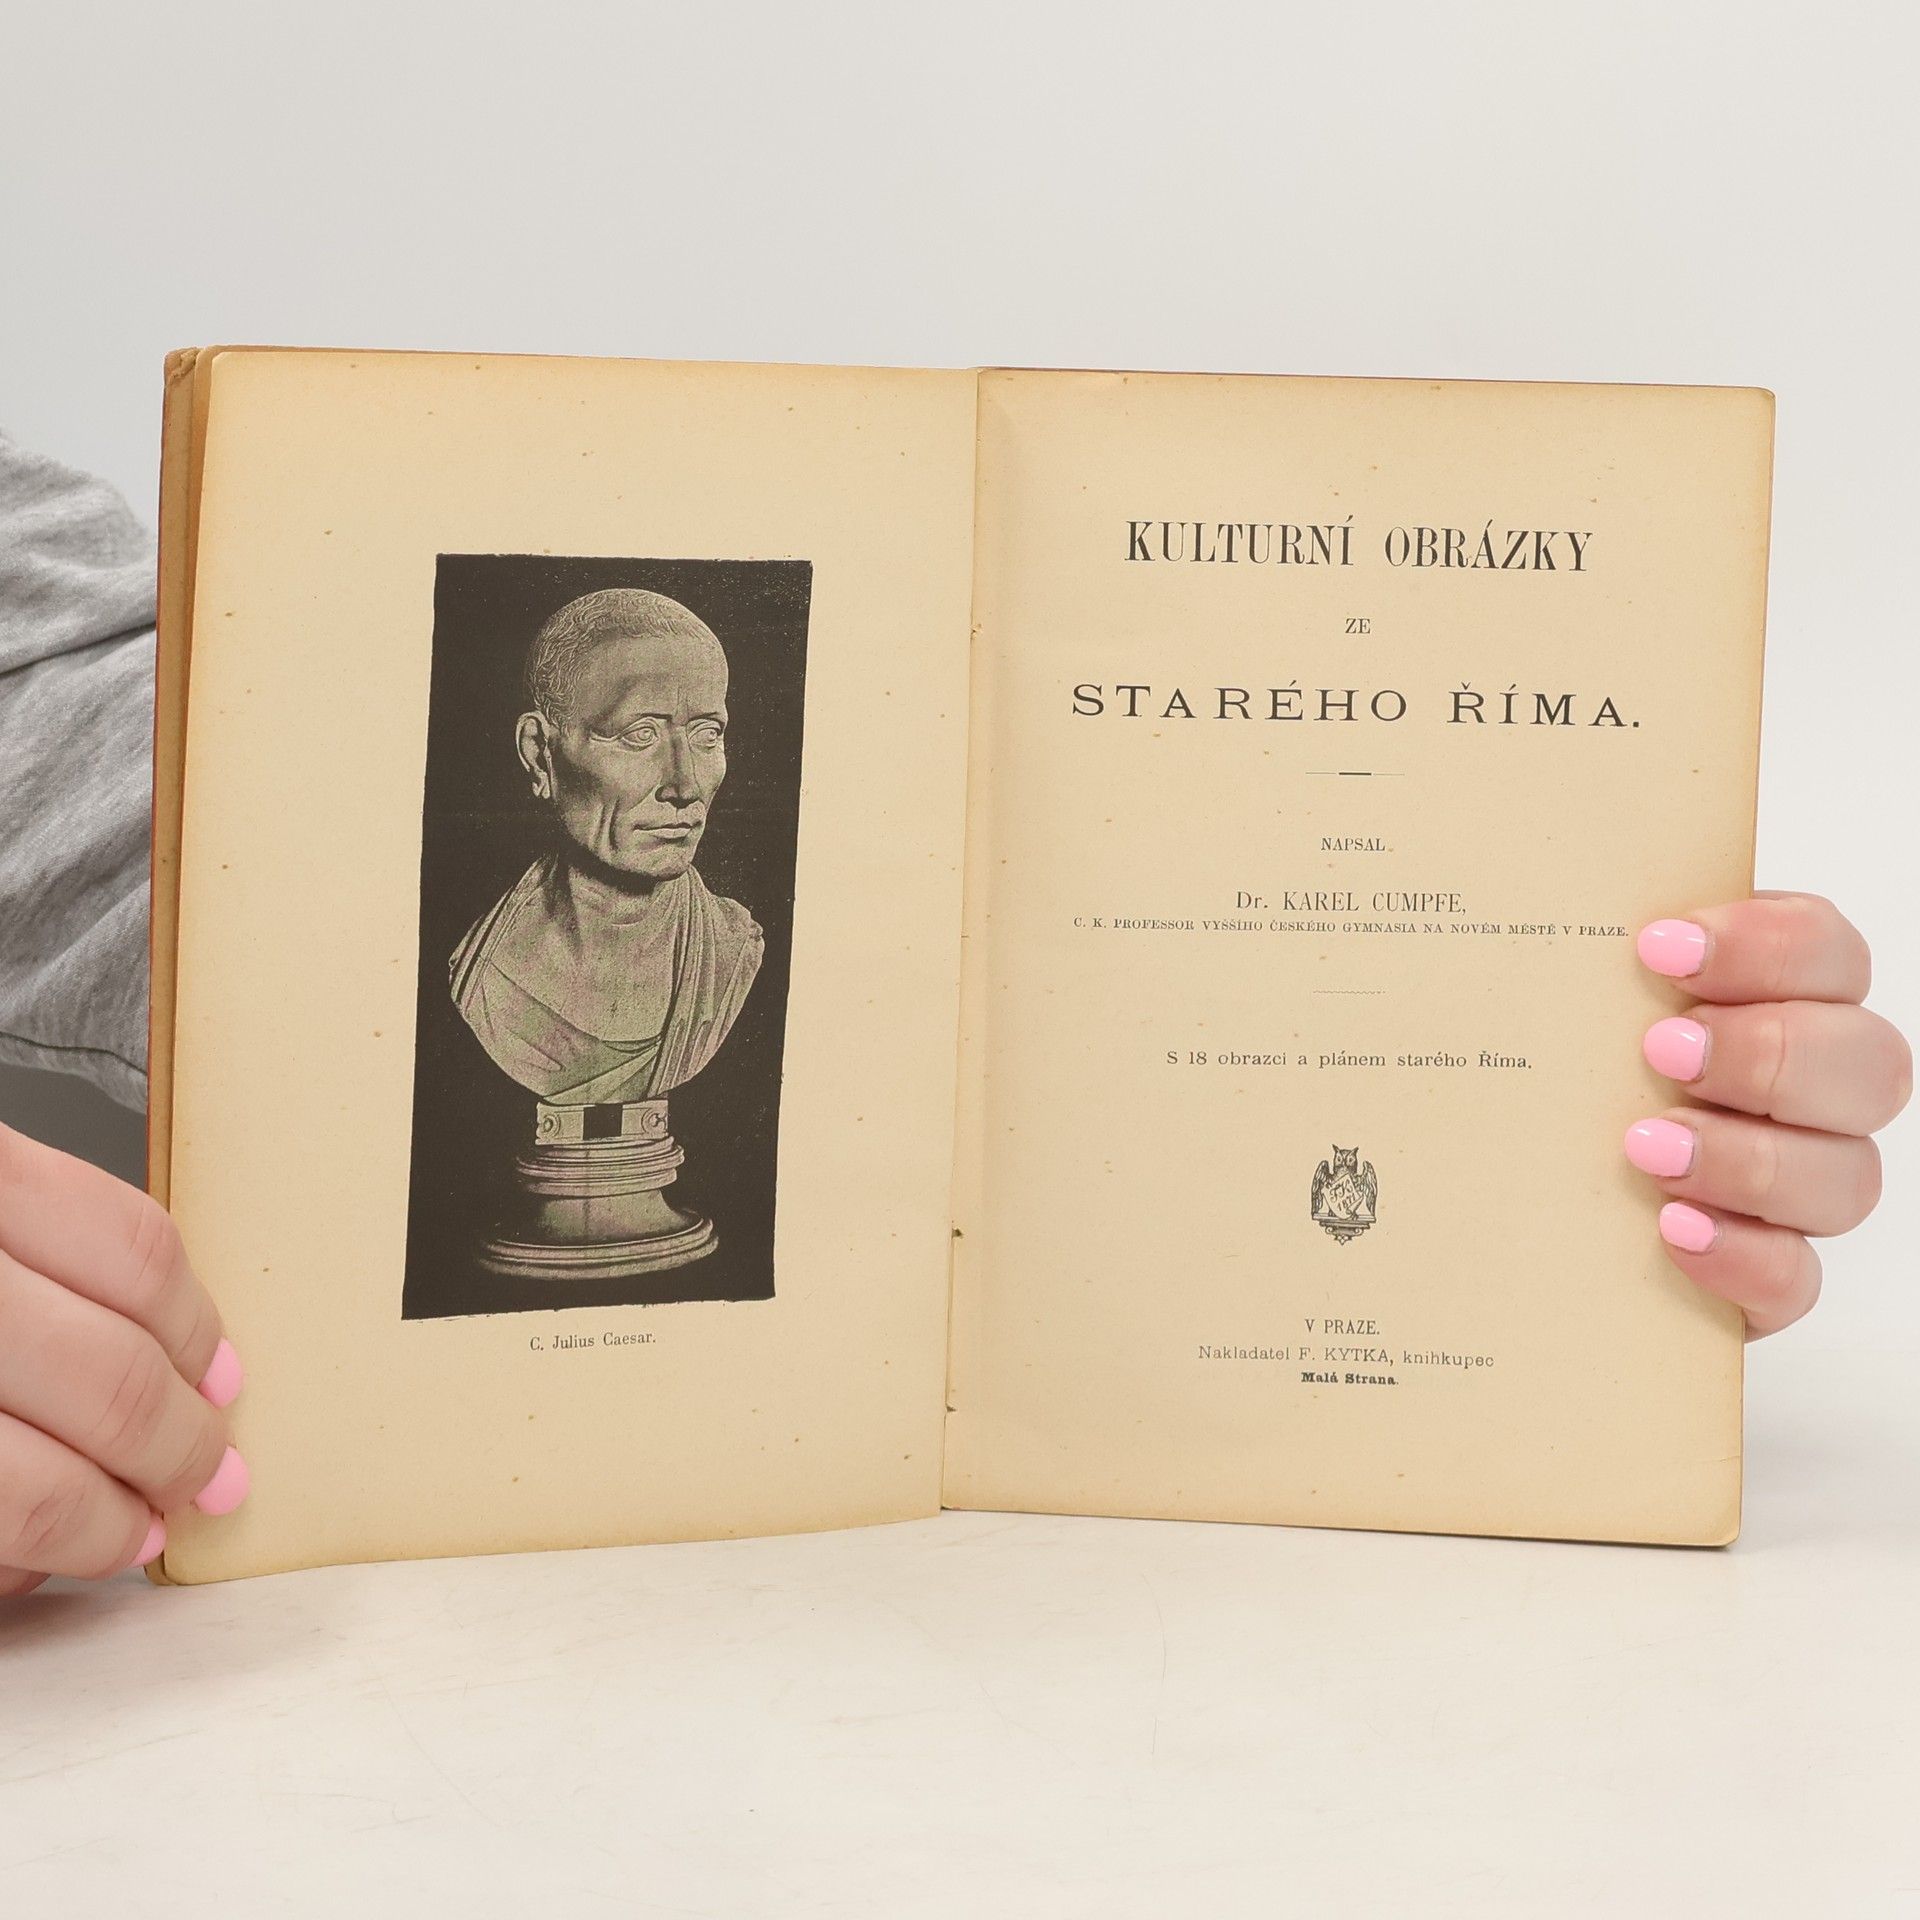 C. Julius Caesar.
KULTURNÍ OBRÁZKY
ZE
STARÉHO ŘÍMA.
NAPSAL
Dr. KAREL CUMPFE,
C. K. PROFESSOR VYŠŠÍHO ČESKÉHO GYMNASIA NA NOVÉM MĚSTĚ V PRAZE.
S 18 obrazci a plánem starého Říma.
V PRAZE.
Nakladatel F. KYTKA, knihkupec
Malá Strana.